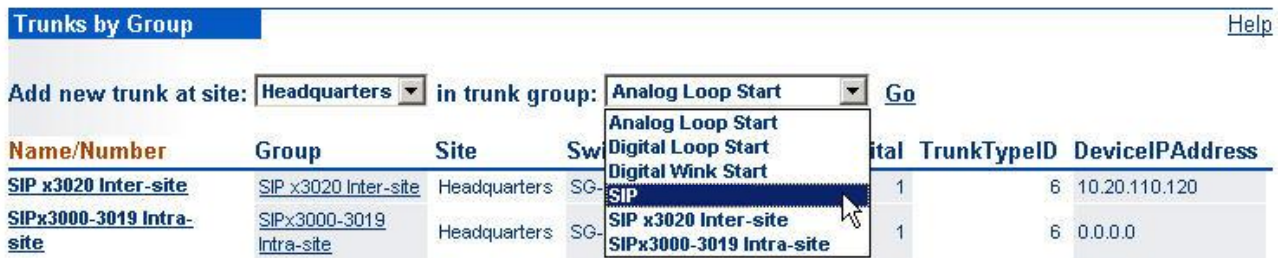 Trunks by Group
Help
Add new trunk at site: Headquarters in trunk group: Analog Loop Start Go
Analog Loop Start
Digital Loop Start
Digital Wink Start
SIP
SIP x3020 Inter-site
SIPx3000-3019 Intra-site
Name/Number Group Site Swi ital TrunkTypeID DeviceIPAddress
SIP x3020 Inter-site SIP x3020 Inter-site Headquarters SG- 1 6 10.20.110.120
SIPx3000-3019 Intra-
site SIPx3000-3019
Intra-site Headquarters SG- 1 6 0.0.0.0